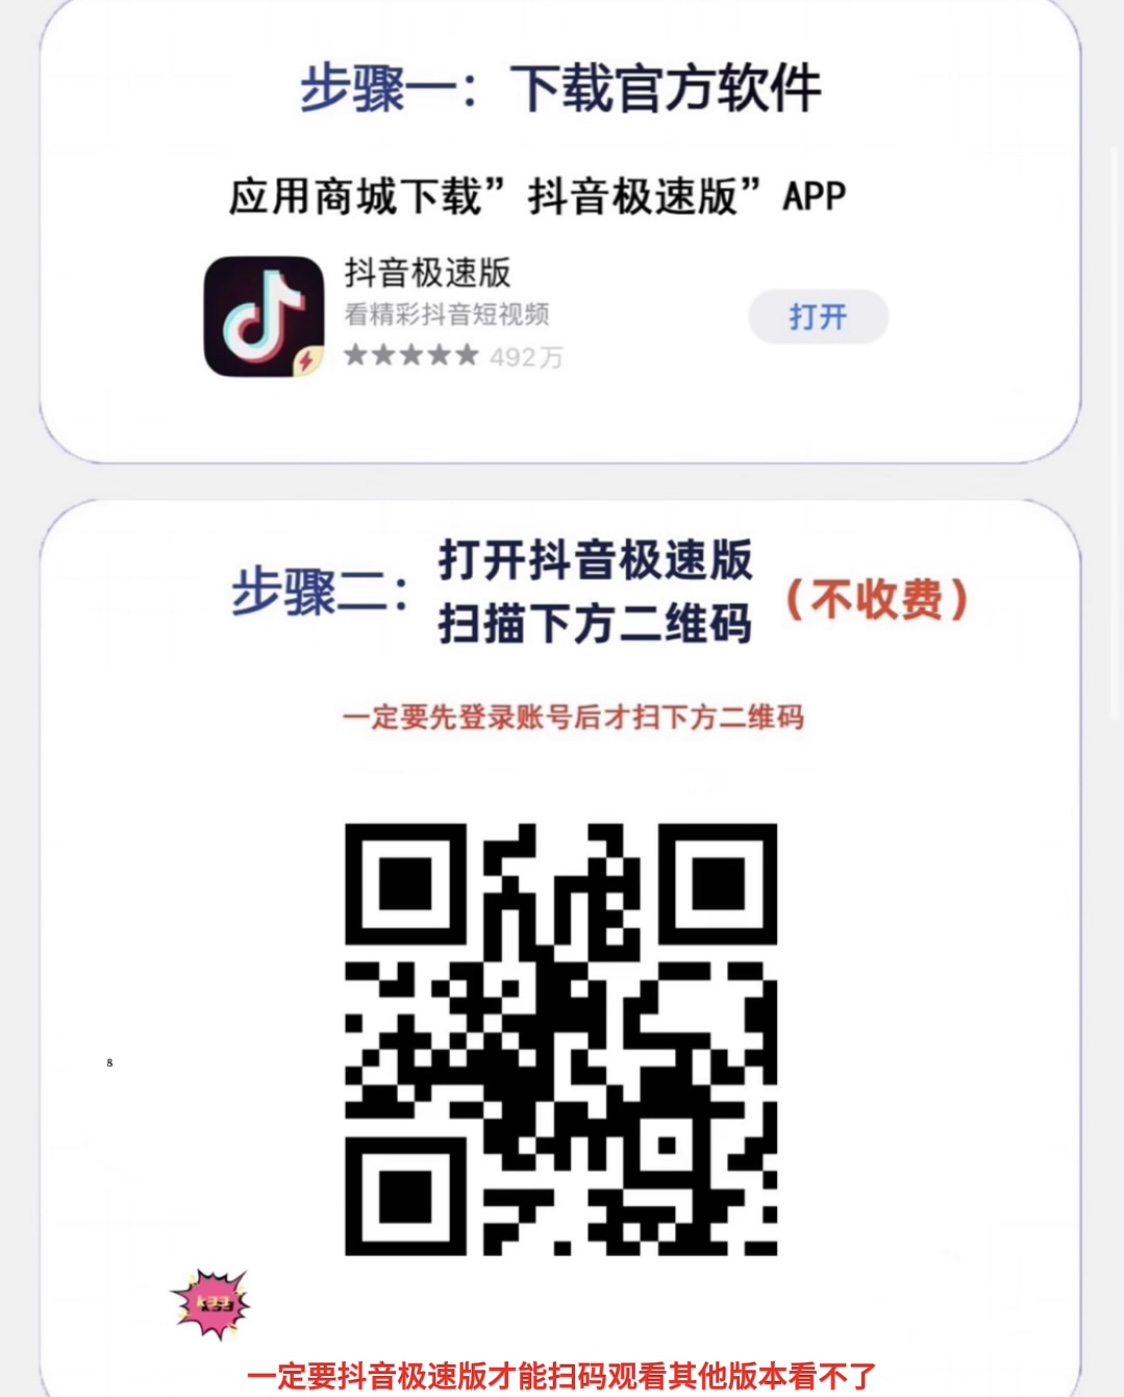 步骤一：下载官方软件
应用商城下载”抖音极速版”APP
抖音极速版
看精彩抖音短视频
492万
打开
步骤二：
打开抖音极速版
扫描下方二维码
（不收费）
一定要先登录账号后才扫下方二维码
8
k33
一定要抖音极速版才能扫码观看其他版本看不了